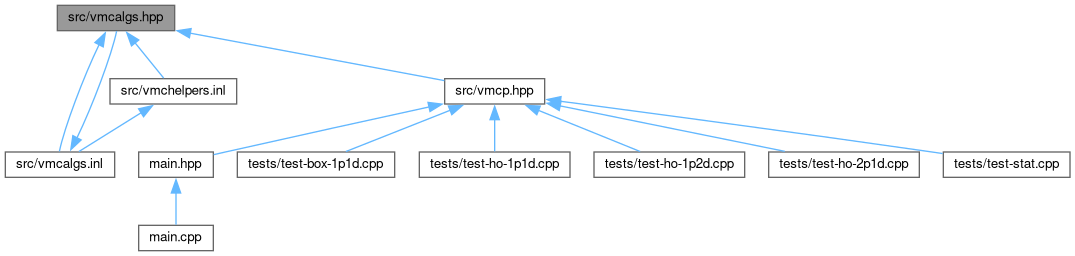 src/vmcalgs.hpp
src/vmchelpers.inl
src/vmcp.hpp
src/vmcalgs.inl
main.hpp
tests/test-box-1p1d.cpp
tests/test-ho-1p1d.cpp
tests/test-ho-1p2d.cpp
tests/test-ho-2p1d.cpp
tests/test-stat.cpp
main.cpp